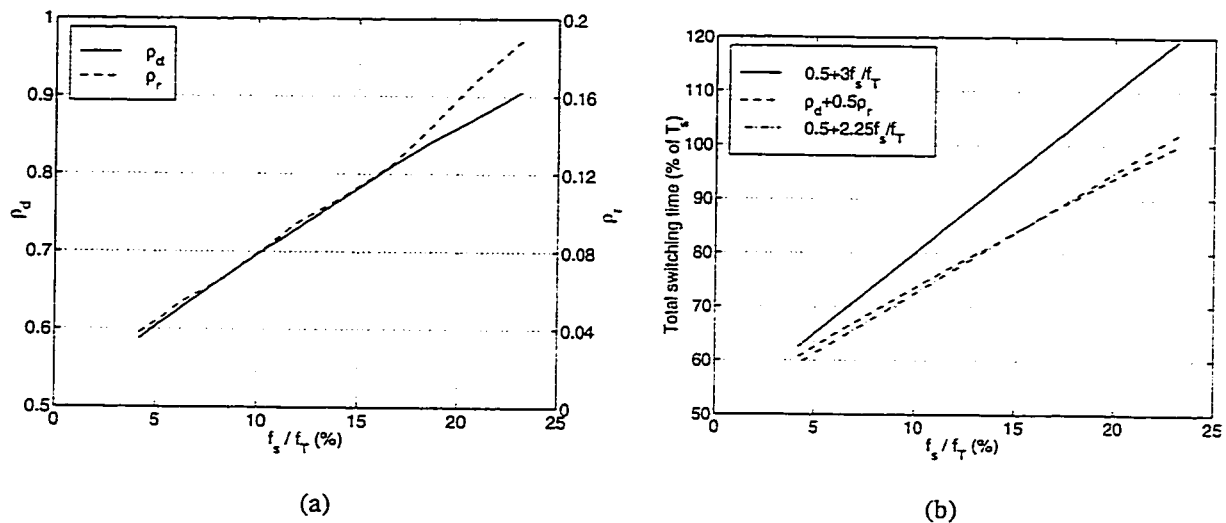 1
0.9
0.8
0.7
0.6
0.5
ρd
ρd
ρr
0.2
0.16
0.12
0.08
0.04
0
ρr
0 5 10 15 20 25
fs / fT (%)
(a)
120
110
100
90
80
70
60
50
Total switching time (% of Ts)
0.5+3fs/fT
ρd+0.5ρr
0.5+2.25fs/fT
0 5 10 15 20 25
fs / fT (%)
(b)